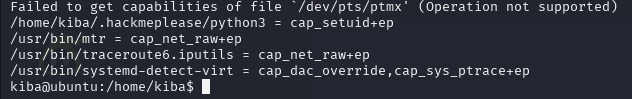 Failed to get capabilities of file `/dev/pts/ptmx' (Operation not supported)
/home/kiba/.hackmeplease/python3 = cap_setuid+ep
/usr/bin/mtr = cap_net_raw+ep
/usr/bin/traceroute6.iputils = cap_net_raw+ep
/usr/bin/systemd-detect-virt = cap_dac_override,cap_sys_ptrace+ep
kiba@ubuntu:/home/kiba$